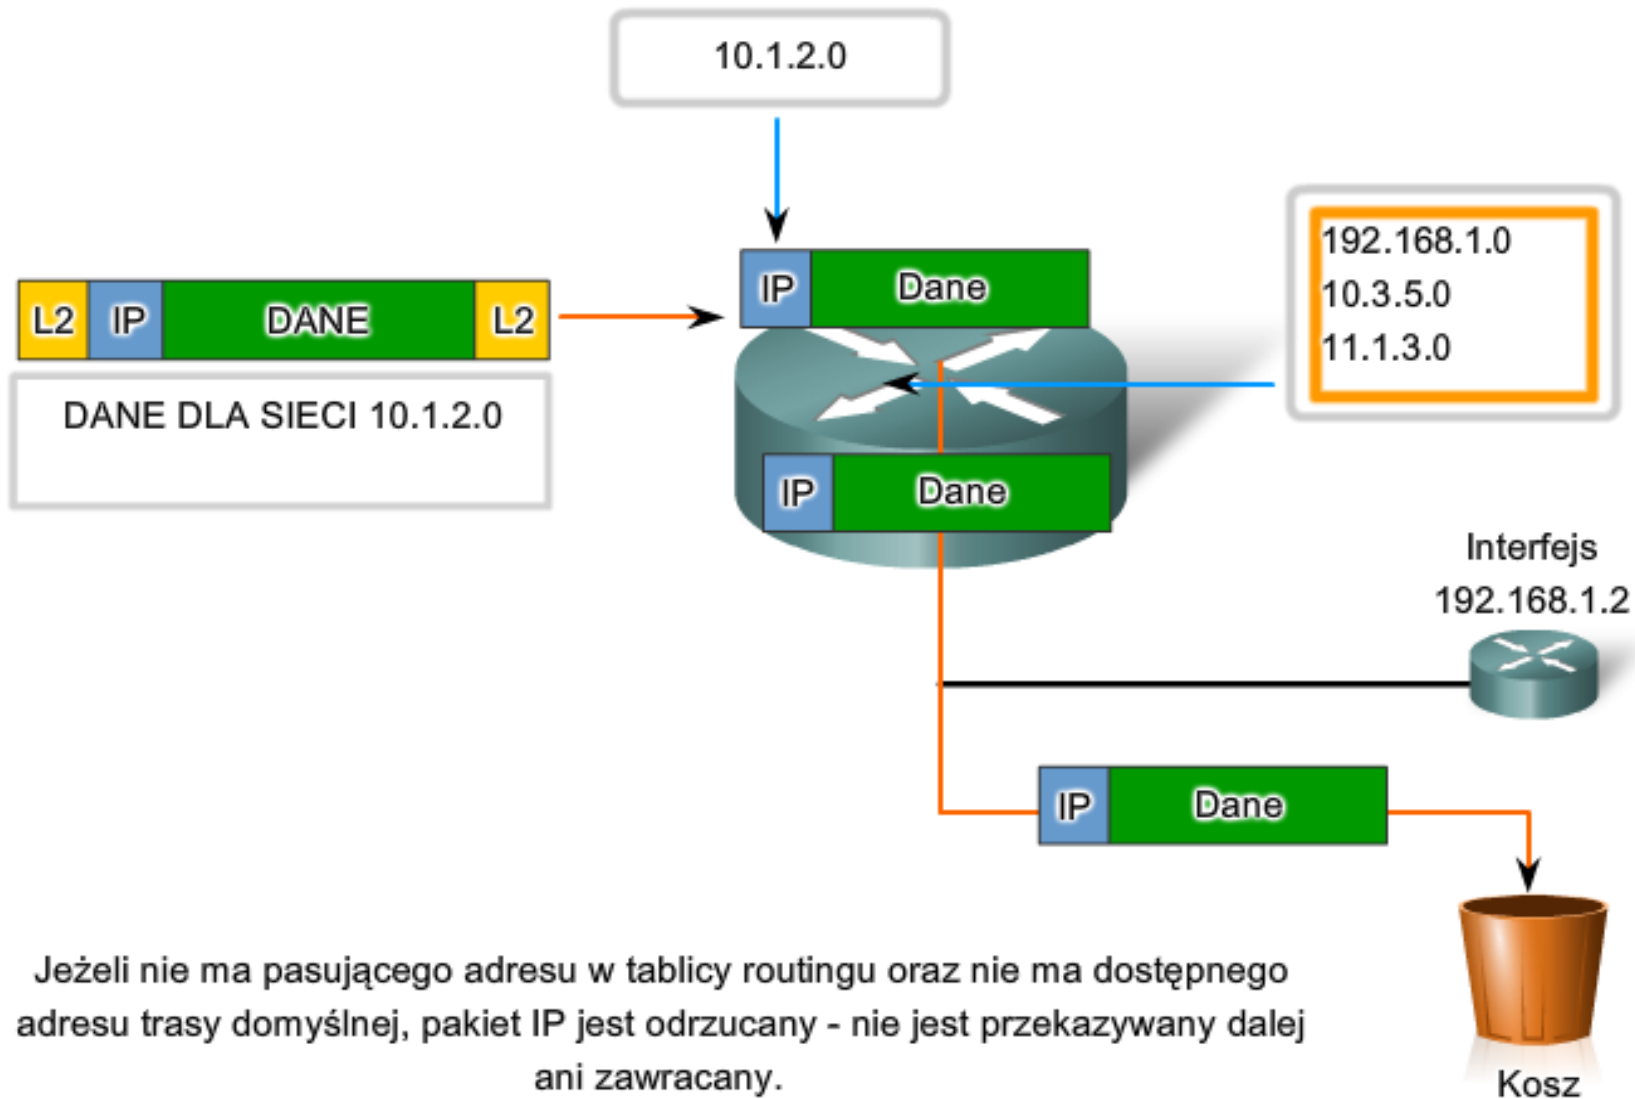 10.1.2.0
192.168.1.0
10.3.5.0
11.1.3.0
IP Dane
L2 IP DANE L2
DANE DLA SIECI 10.1.2.0
IP Dane
Interfejs
192.168.1.2
IP Dane
Jeżeli nie ma pasującego adresu w tablicy routingu oraz nie ma dostępnego
adresu trasy domyślnej, pakiet IP jest odrzucany - nie jest przekazywany dalej
ani zawracany.
Kosz